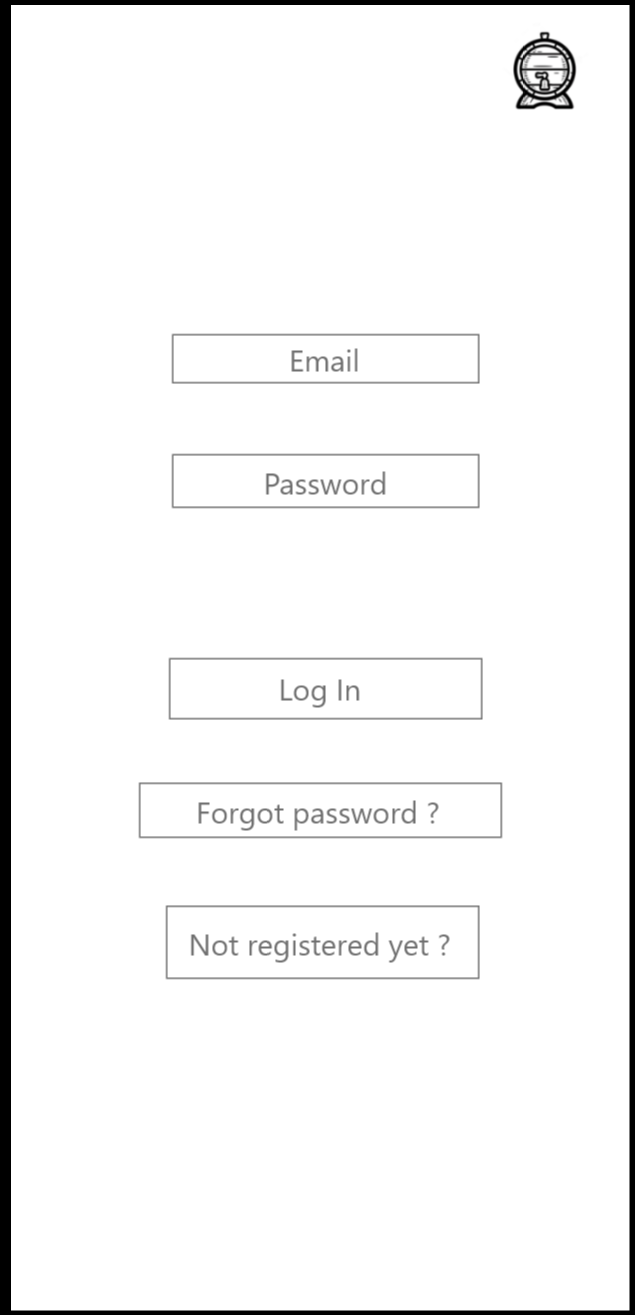 Email
Password
Log In
Forgot password ?
Not registered yet ?